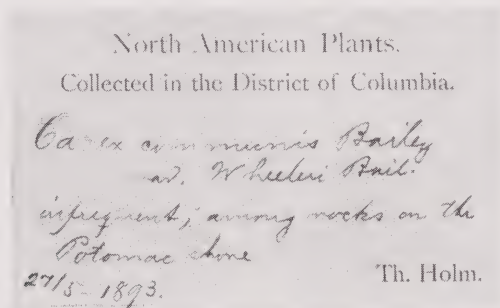 North American Plants.
Collected in the District of Columbia.
Carex communis Bailey
var. Wheeleri Bail.
infrequent; among rocks on the
Potomac shore
27/5 - 1893.
Th. Holm.